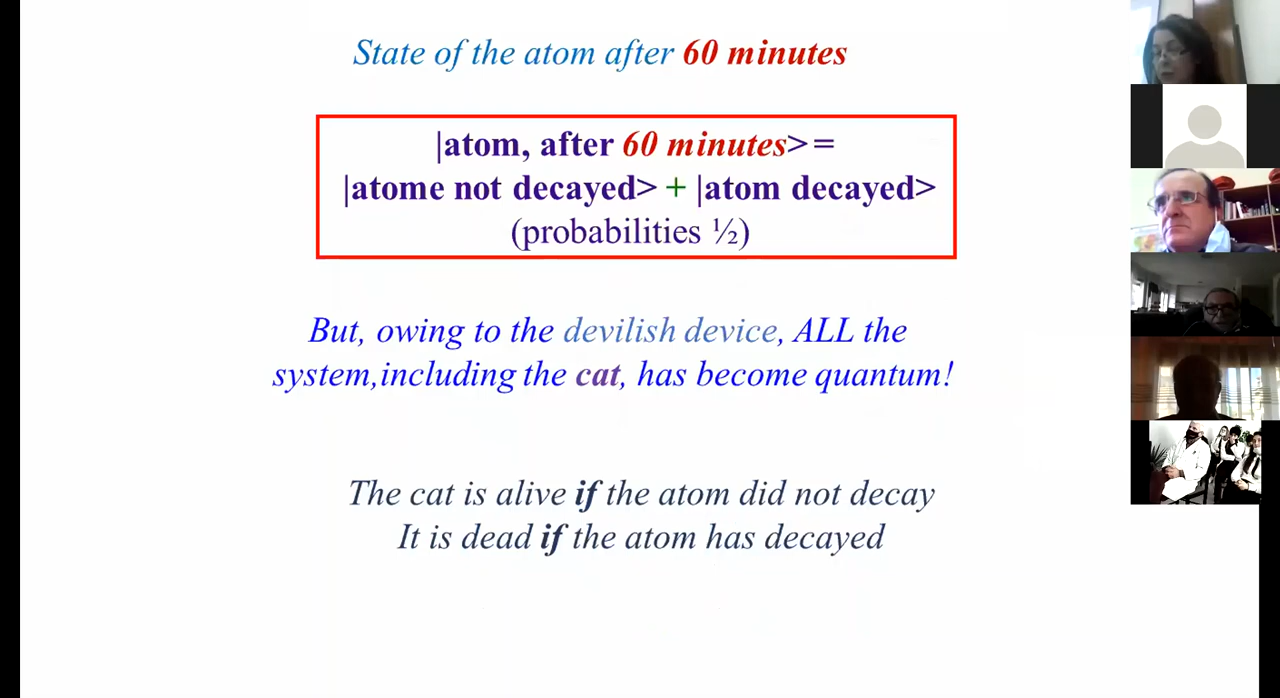 State of the atom after 60 minutes
|atom, after 60 minutes> =
|atome not decayed> + |atom decayed>
(probabilities ½)
But, owing to the devilish device, ALL the
system,including the cat, has become quantum!
The cat is alive if the atom did not decay
It is dead if the atom has decayed